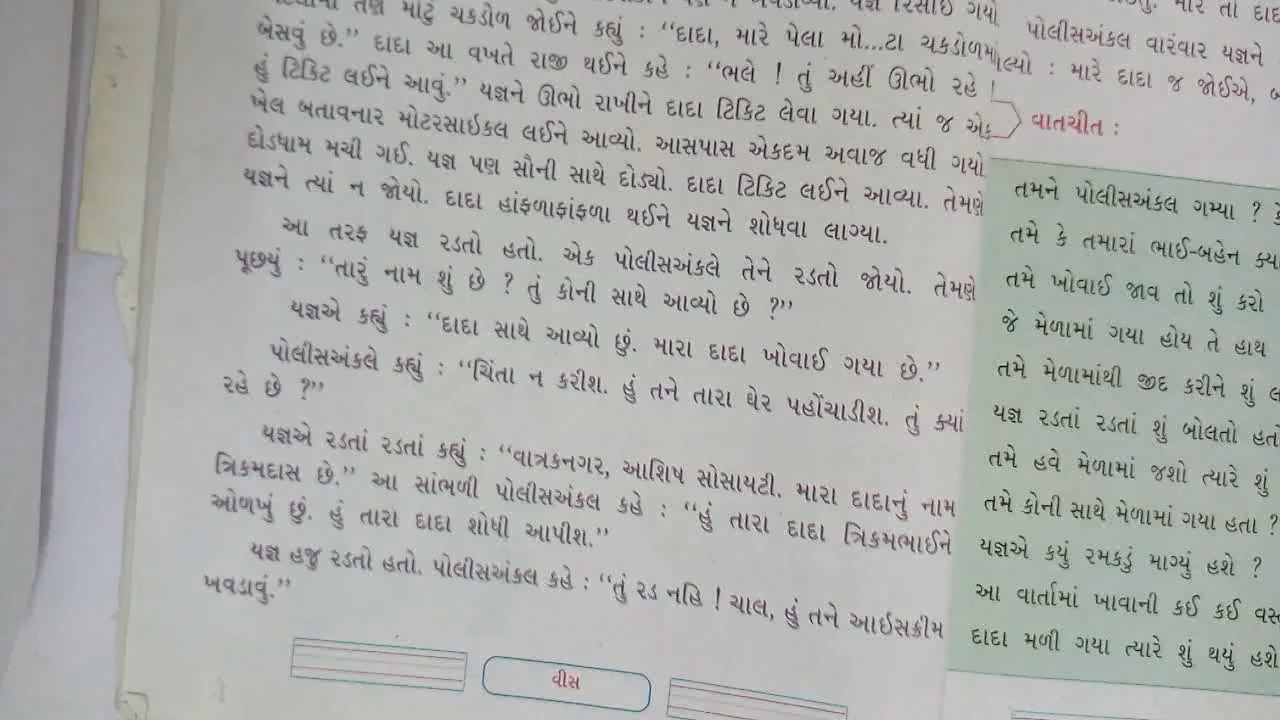 તેણે મોટું ચકડોળ જોઈને કહ્યું : “દાદા, મારે પેલા મો...ટા ચકડોળમાં
બેસવું છે.” દાદા આ વખતે રાજી થઈને કહે : “ભલે ! તું અહીં ઊભો રહે !
હું ટિકિટ લઈને આવું.” યજ્ઞને ઊભો રાખીને દાદા ટિકિટ લેવા ગયા. ત્યાં જ એક
ખેલ બતાવનાર મોટરસાઇકલ લઈને આવ્યો. આસપાસ એકદમ અવાજ વધી ગયો
દોડધામ મચી ગઈ. યજ્ઞ પણ સૌની સાથે દોડ્યો. દાદા ટિકિટ લઈને આવ્યા. તેમણે
યજ્ઞને ત્યાં ન જોયો. દાદા હાંફળાફાંફળા થઈને યજ્ઞને શોધવા લાગ્યા.
આ તરફ યજ્ઞ રડતો હતો. એક પોલીસઅંકલે તેને રડતો જોયો. તેમણે
પૂછયું : “તારું નામ શું છે ? તું કોની સાથે આવ્યો છે ?”
યજ્ઞએ કહ્યું : “દાદા સાથે આવ્યો છું. મારા દાદા ખોવાઈ ગયા છે.”
પોલીસઅંકલે કહ્યું : “ચિંતા ન કરીશ. હું તને તારા ઘેર પહોંચાડીશ. તું ક્યાં
રહે છે ?”
યજ્ઞએ રડતાં રડતાં કહ્યું : “વાત્રકનગર, આશિષ સોસાયટી. મારા દાદાનું નામ
ત્રિકમદાસ છે.” આ સાંભળી પોલીસઅંકલ કહે : “હું તારા દાદા ત્રિકમભાઈને
ઓળખું છું. હું તારા દાદા શોધી આપીશ.”
યજ્ઞ હજુ રડતો હતો. પોલીસઅંકલ કહે : “તું રડ નહિ ! ચાલ, હું તને આઈસક્રીમ
ખવડાવું.”
વીસ
મારે તો દાદા
પોલીસઅંકલ વારંવાર યજ્ઞને
બોલ્યો : મારે દાદા જ જોઈએ,
વાતચીત :
તમને પોલીસઅંકલ ગમ્યા ?
તમે કે તમારાં ભાઈ-બહેન
તમે ખોવાઈ જાવ તો શું કરો
જે મેળામાં ગયા હોય તે હાથ
તમે મેળામાંથી જીદ કરીને શું
યજ્ઞ રડતાં રડતાં શું બોલતો હતો
તમે હવે મેળામાં જશો ત્યારે શું
તમે કોની સાથે મેળામાં ગયા હતા ?
યજ્ઞએ કયું રમકડું માગ્યું હશે ?
આ વાર્તામાં ખાવાની કઈ કઈ
દાદા મળી ગયા ત્યારે શું થયું હશે